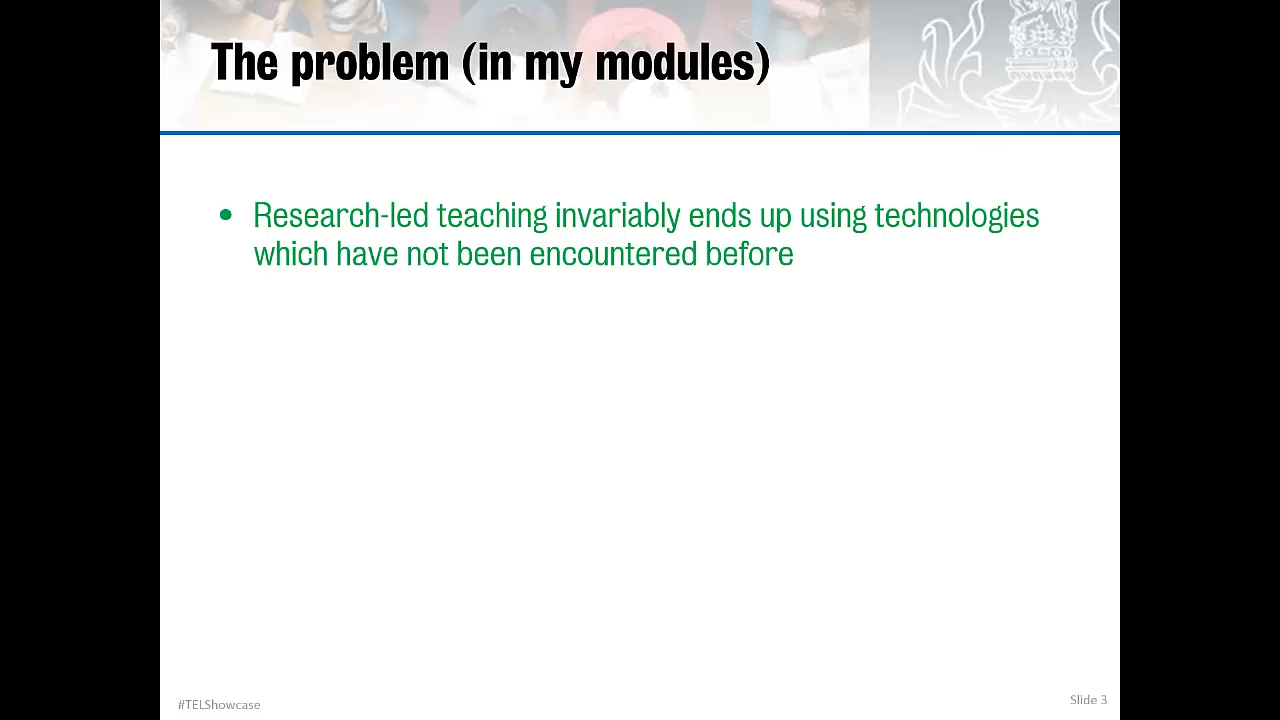 The problem (in my modules)
• Research-led teaching invariably ends up using technologies
which have not been encountered before
#TELShowcase
Slide 3